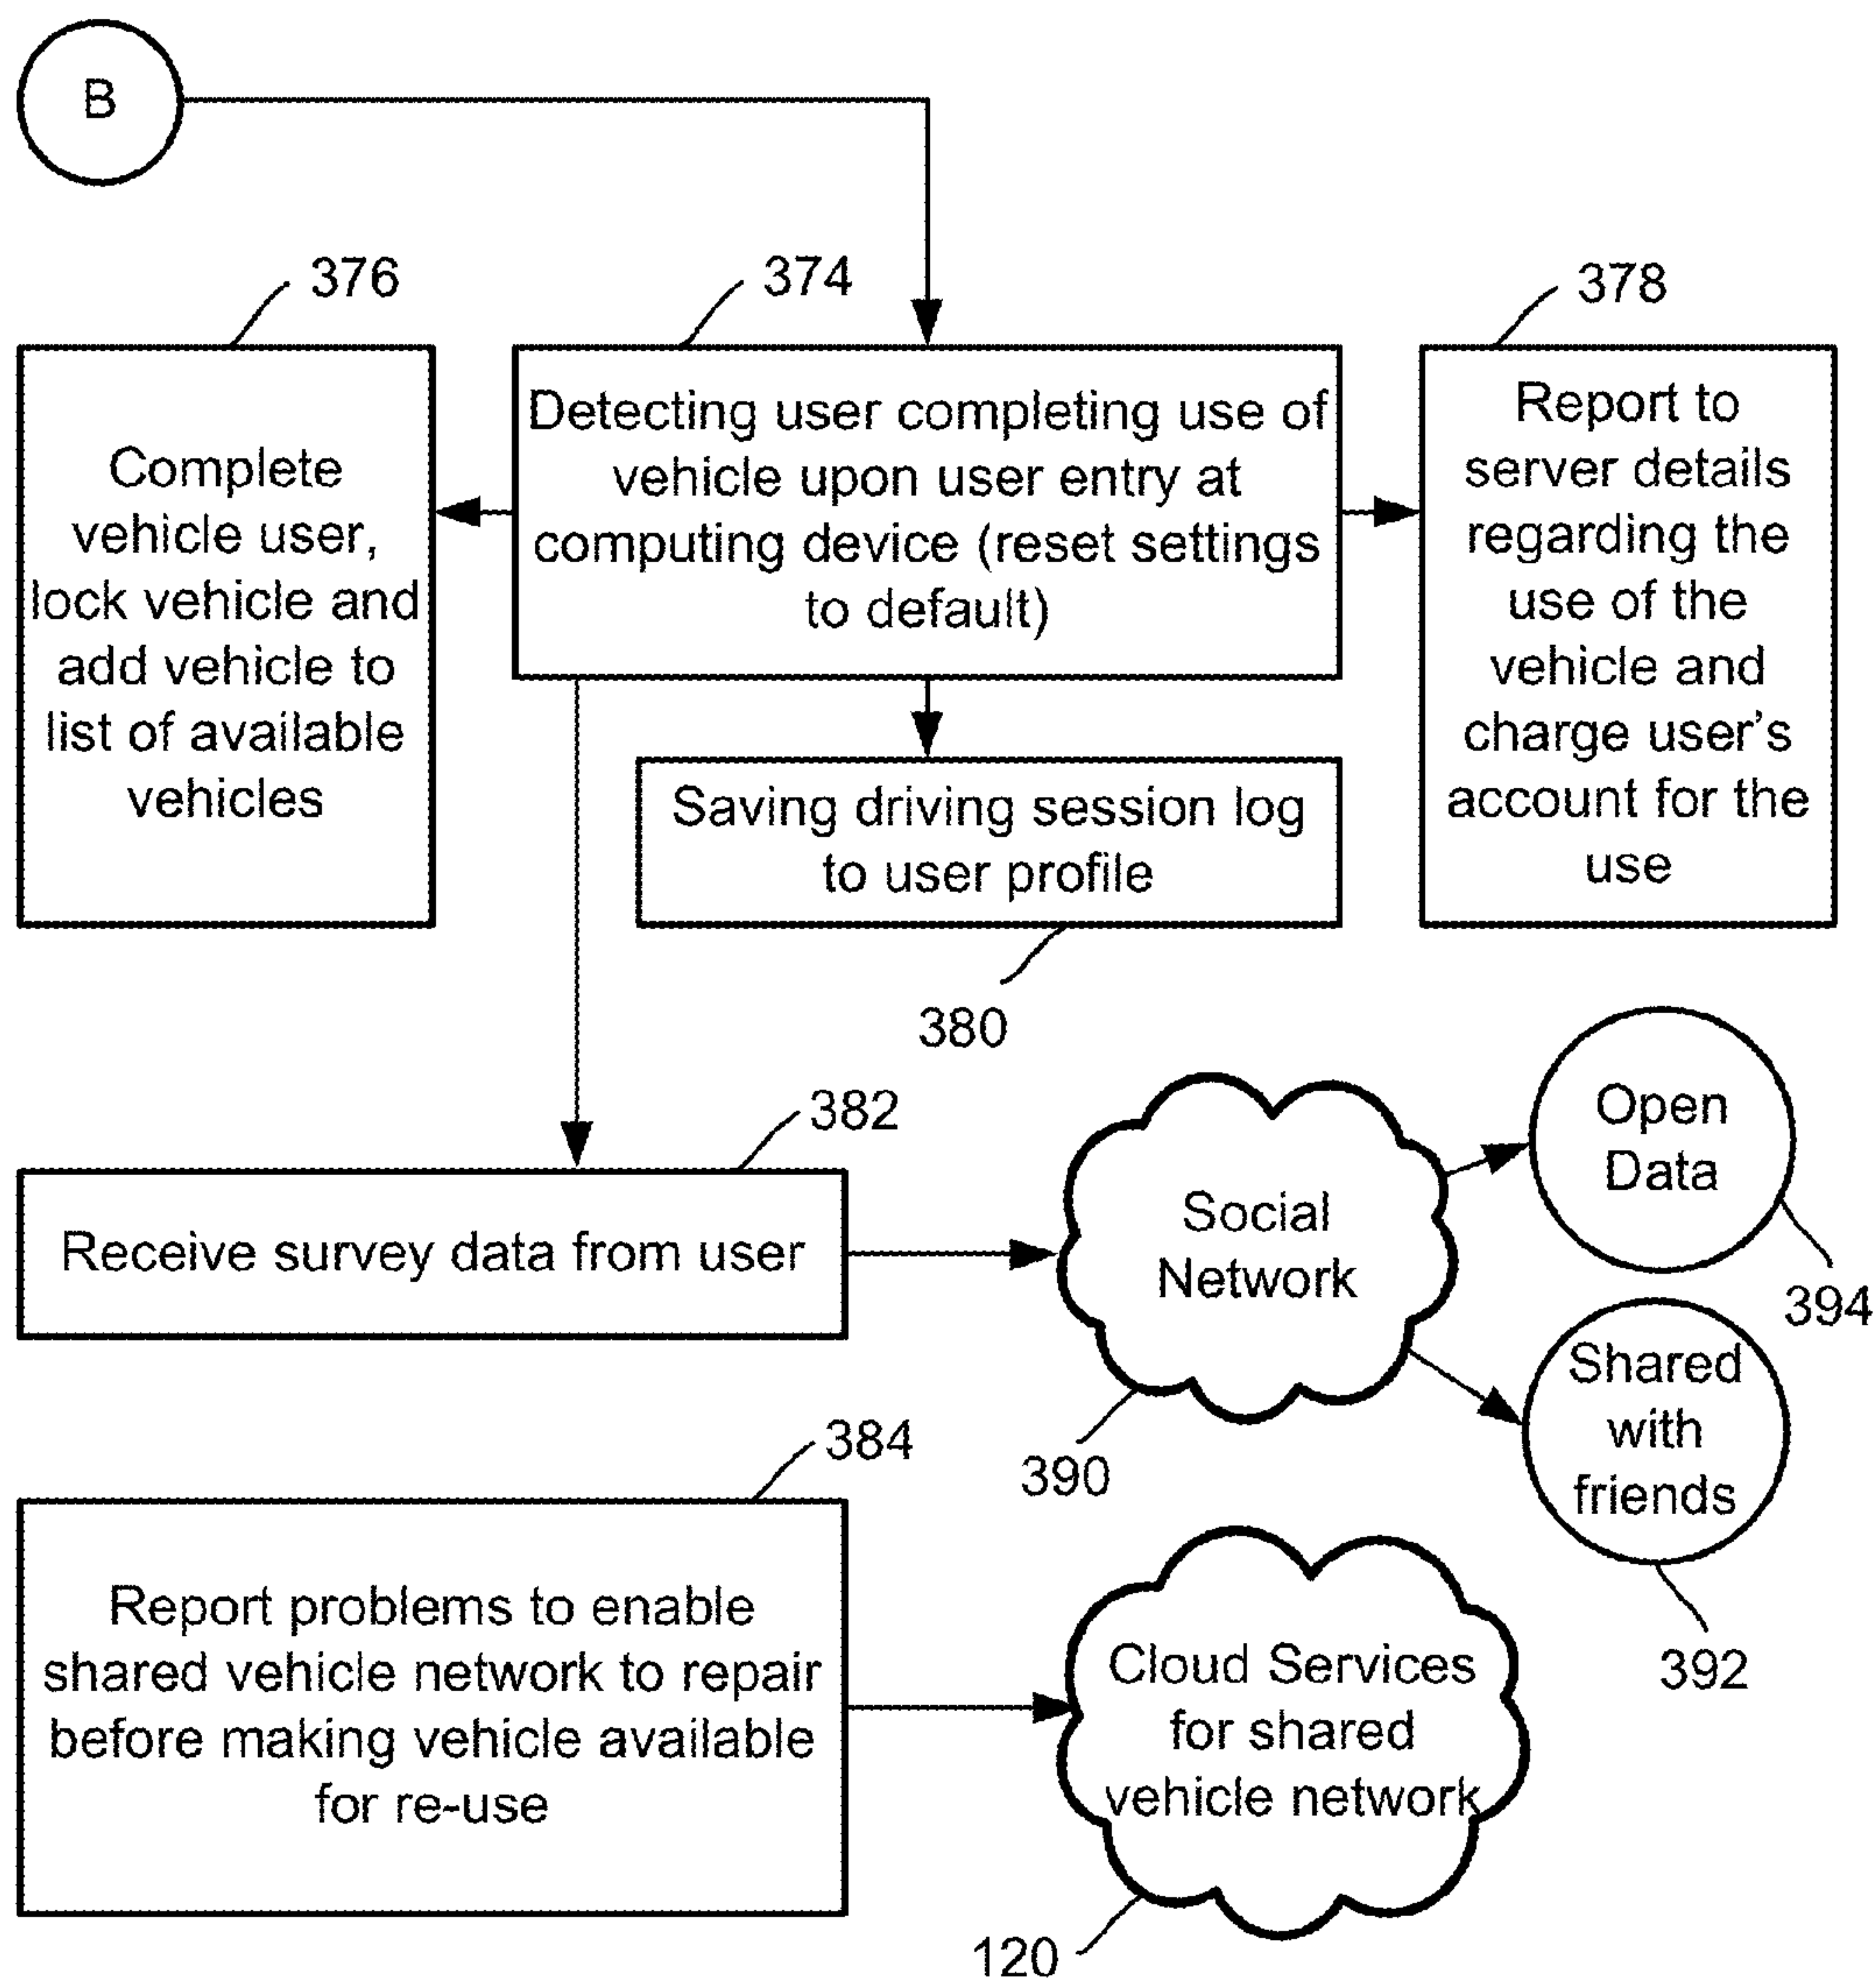 B
376
374
378
Complete
vehicle user,
lock vehicle and
add vehicle to
list of available
vehicles
Detecting user completing use of
vehicle upon user entry at
computing device (reset settings
to default)
Report to
server details
regarding the
use of the
vehicle and
charge user's
account for the
use
Saving driving session log
to user profile
380
382
Receive survey data from user
Social
Network
390
Open
Data
394
Shared
with
friends
392
384
Report problems to enable
shared vehicle network to repair
before making vehicle available
for re-use
Cloud Services
for shared
vehicle network
120